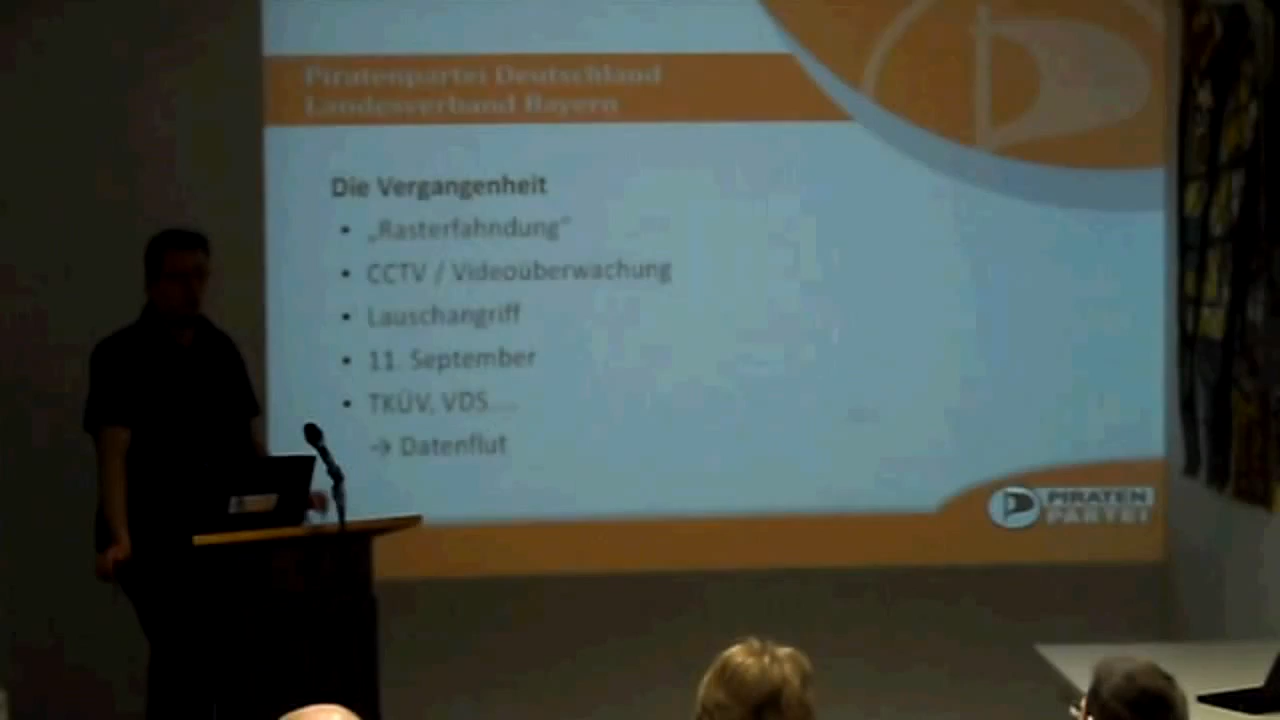 Piratenpartei Deutschland
Landesverband Bayern
Die Vergangenheit
• „Rasterfahndung“
• CCTV / Videoüberwachung
• Lauschangriff
• 11. September
• TKÜV, VDS....
→ Datenflut
PIRATEN
PARTEI